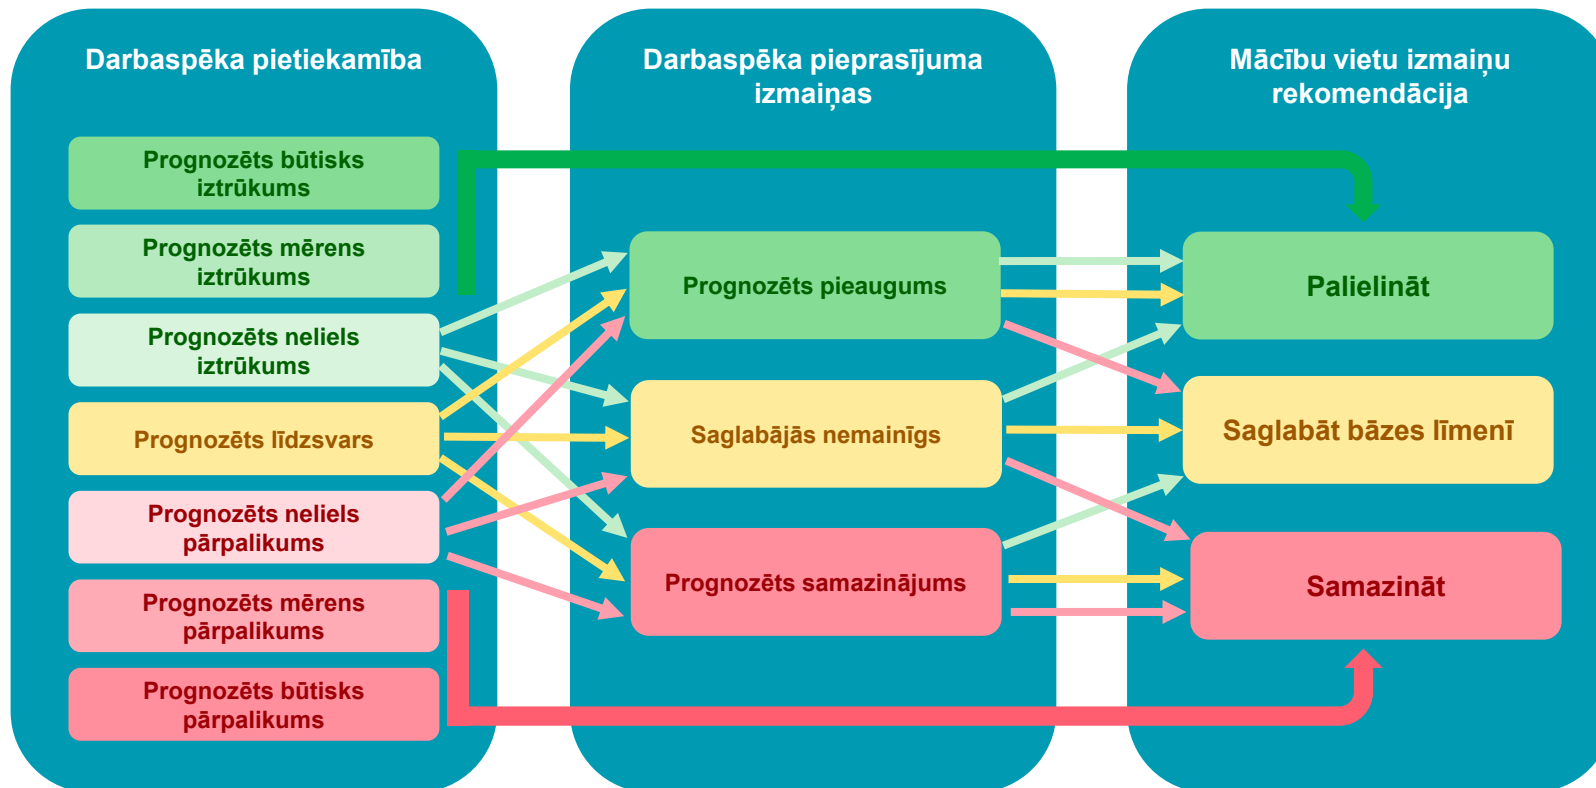 Darbaspēka pietiekamība
Prognozēts būtisks
iztrūkums
Prognozēts mērens
iztrūkums
Prognozēts neliels
iztrūkums
Prognozēts līdzsvars
Prognozēts neliels
pārpalikums
Prognozēts mērens
pārpalikums
Prognozēts būtisks
pārpalikums
Darbaspēka pieprasījuma
izmaiņas
Prognozēts pieaugums
Saglabājās nemainīgs
Prognozēts samazinājums
Mācību vietu izmaiņu
rekomendācija
Palielināt
Saglabāt bāzes līmenī
Samazināt